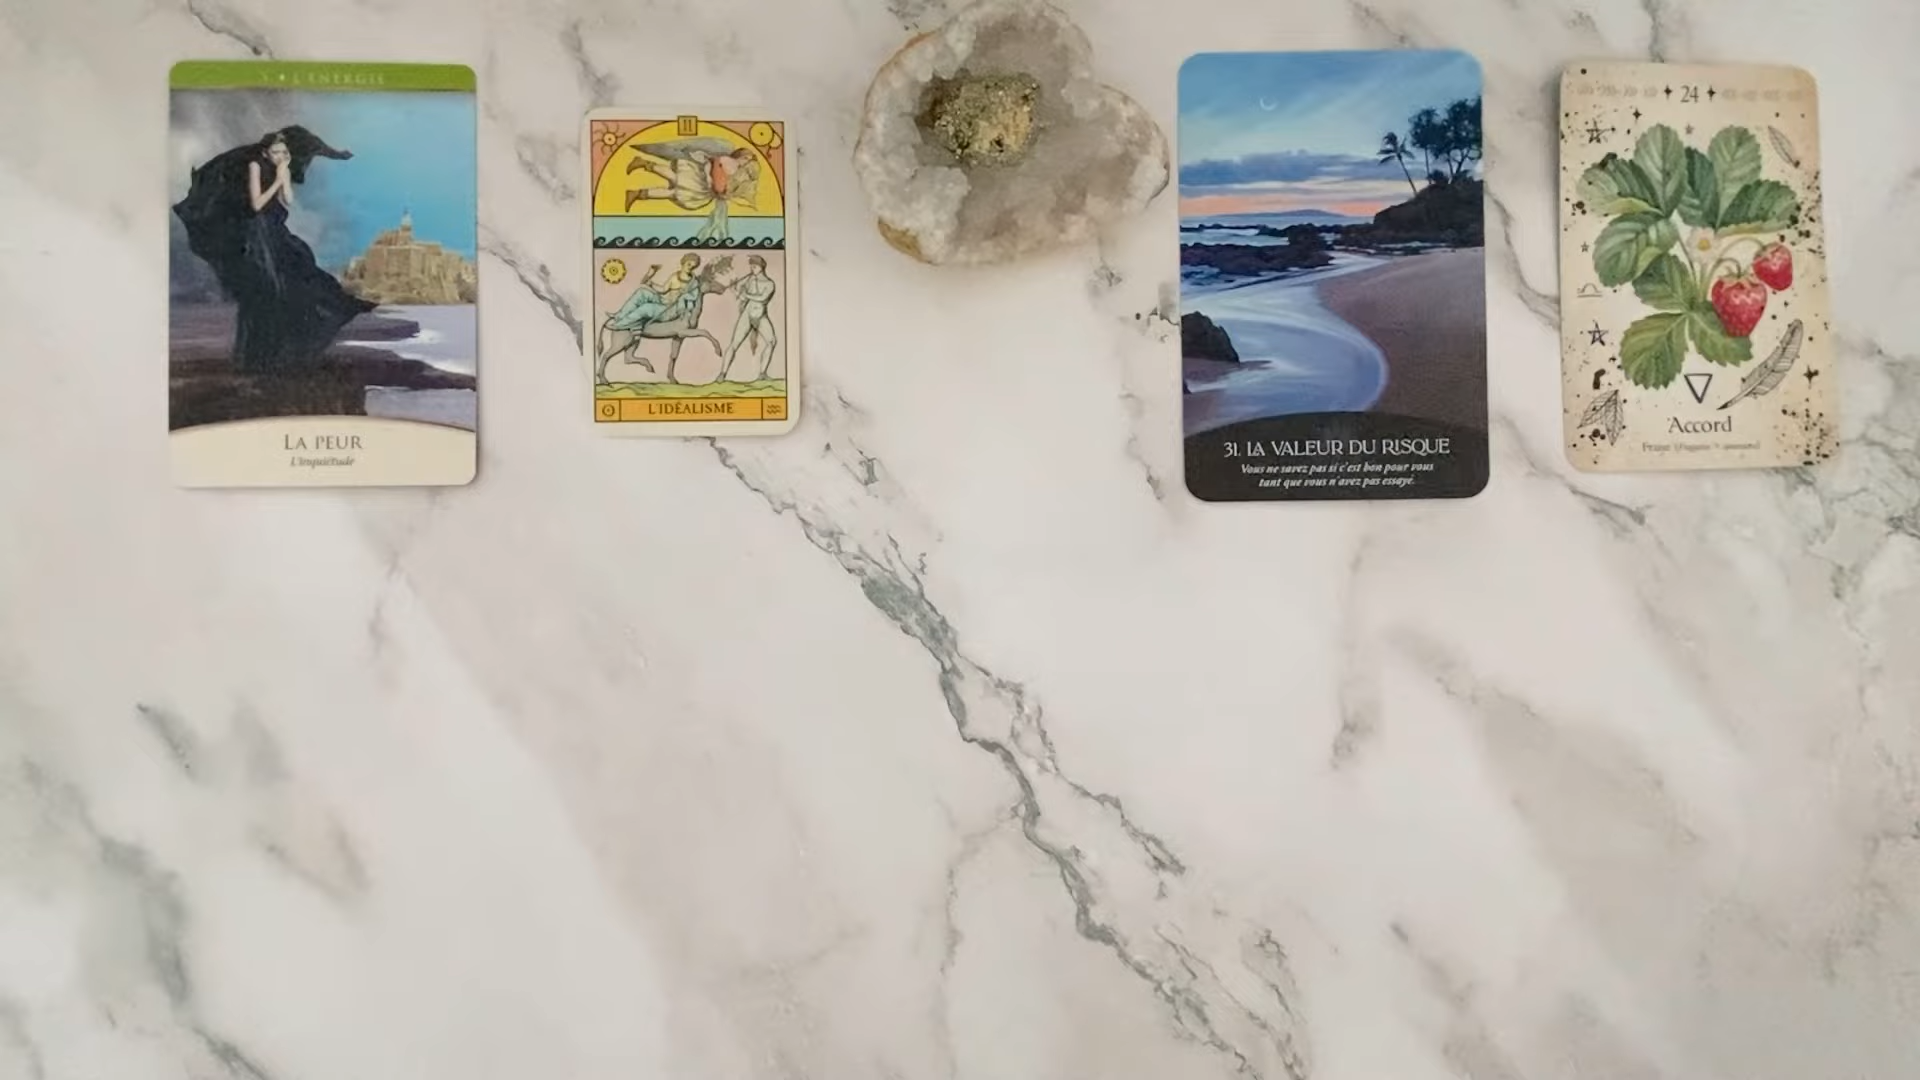 L'ÉNERGIE
LA PEUR
L'inquiétude
II
L'IDÉALISME
31. LA VALEUR DU RISQUE
Vous ne savez pas si c'est bon pour vous
tant que vous n'avez pas essayé.
24
Accord